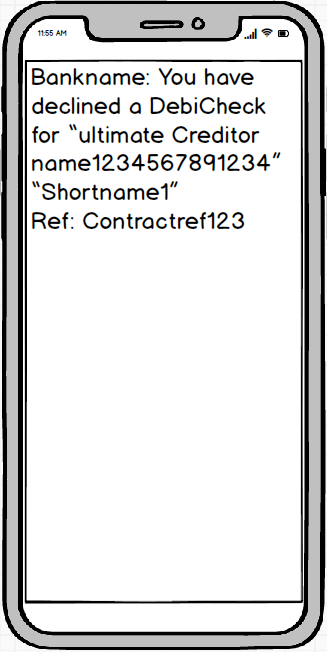 11:55 AM
Bankname: You have
declined a DebiCheck
for “ultimate Creditor
name1234567891234”
“Shortname1”
Ref: Contractref123